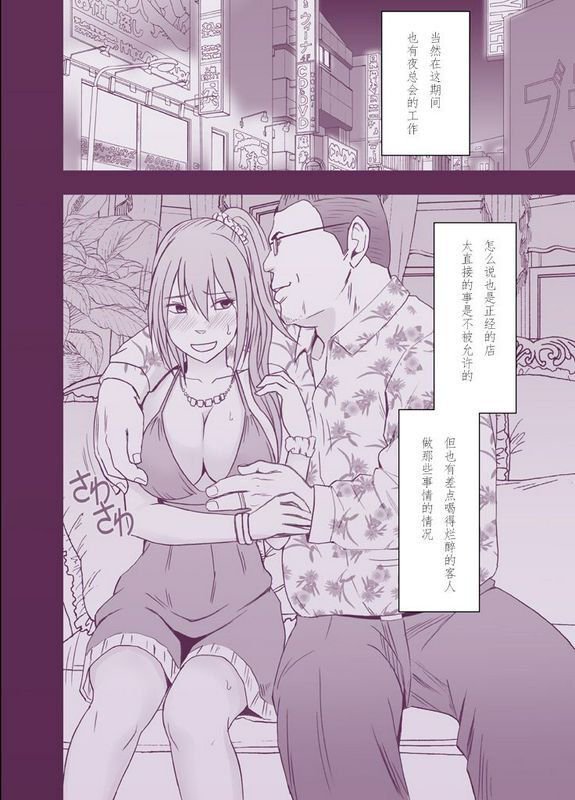 当然在这期间
也有夜总会的工作
怎么说也是正经的店
太直接的事是不被允许的
但也有差点喝得烂醉的客人
做那些事情的情况
さわ
さわ
CD&DVD